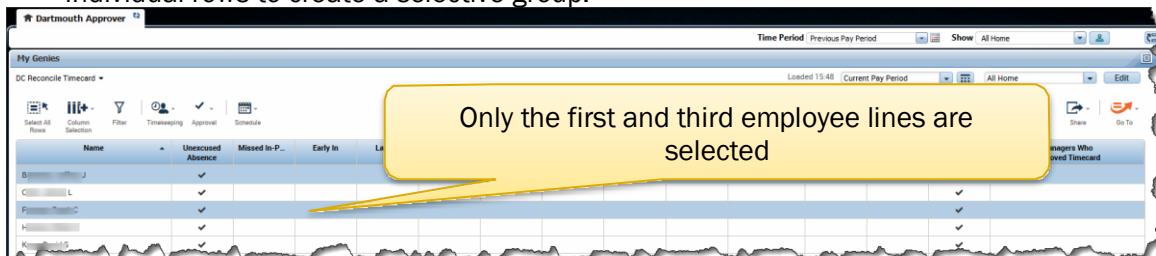 individual rows to create a selective group.
Dartmouth Approver
Time Period Previous Pay Period Show All Home
My Genies
DC Reconcile Timecard Loaded 15:48 Current Pay Period All Home Edit
Select All Rows Column Selection Filter Timekeeping Approval Schedule Share Go To
Only the first and third employee lines are
selected
Name Unexcused Absence Missed In-P... Early In
oved Timecard
B J
C L
F C
H
K S